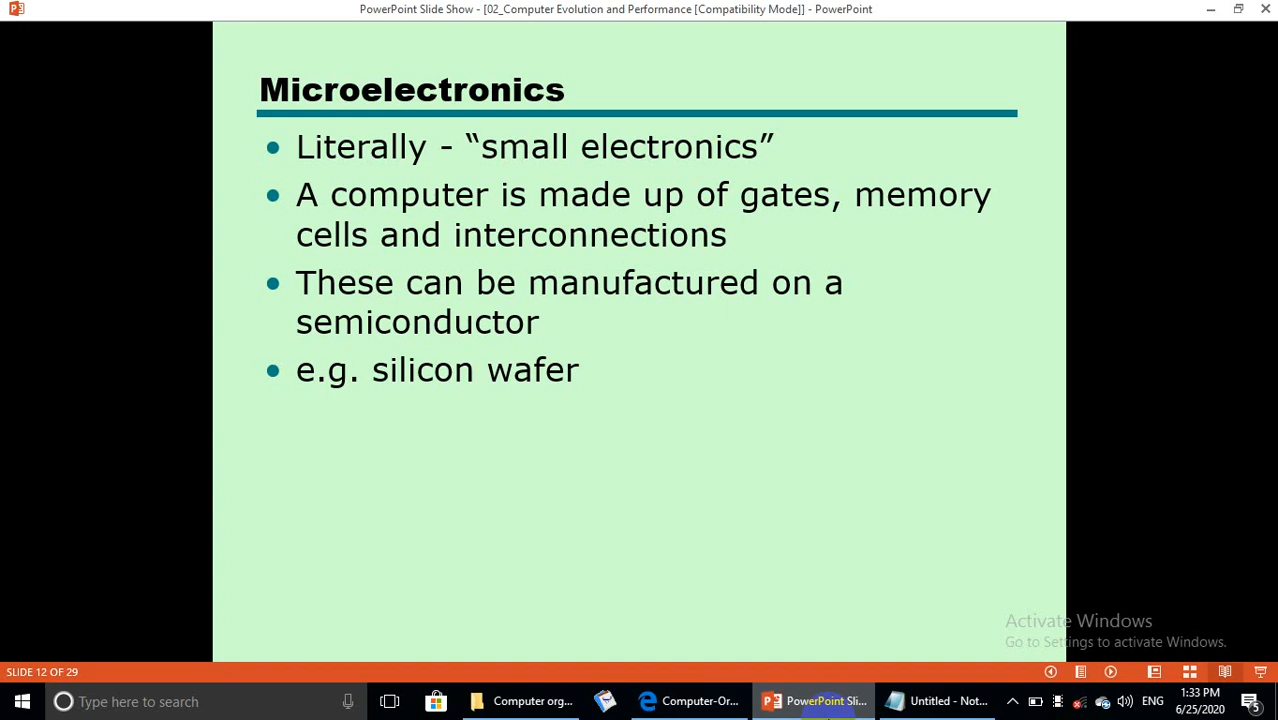 PowerPoint Slide Show - [02_Computer Evolution and Performance [Compatibility Mode]] - PowerPoint
Microelectronics
• Literally - “small electronics”
• A computer is made up of gates, memory
cells and interconnections
• These can be manufactured on a
semiconductor
• e.g. silicon wafer
Activate Windows
Go to Settings to activate Windows.
SLIDE 12 OF 29
Type here to search
Computer org...
Computer-Or...
PowerPoint Sli...
Untitled - Not...
ENG
1:33 PM
6/25/2020
5